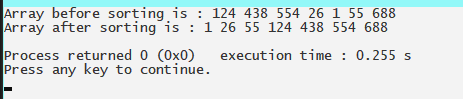 Array before sorting is : 124 438 554 26 1 55 688
Array after sorting is : 1 26 55 124 438 554 688
Process returned 0 (0x0)   execution time : 0.255 s
Press any key to continue.